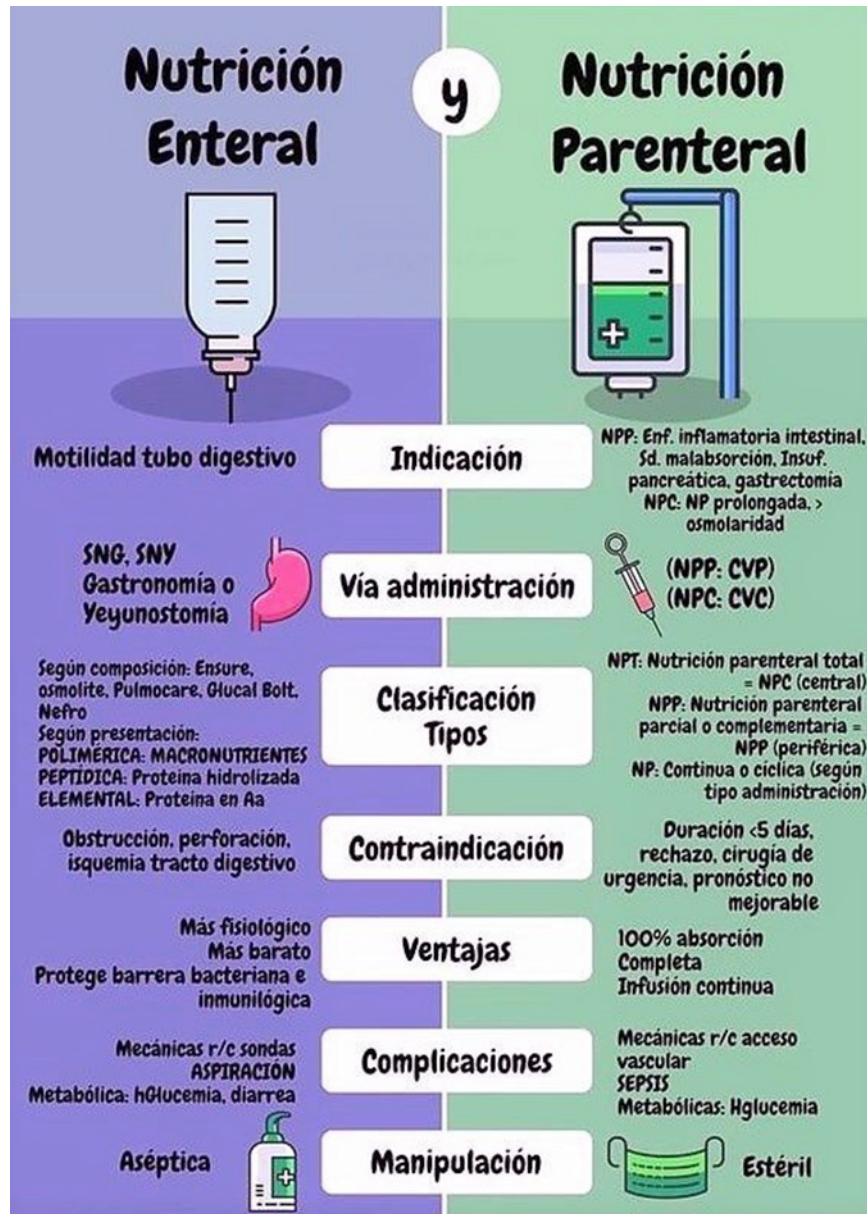 Nutrición
Enteral
y
Nutrición
Parenteral
Motilidad tubo digestivo
Indicación
NPP: Enf. inflamatoria intestinal,
Sd. malabsorción, Insuf.
pancreática, gastrectomía
NPC: NP prolongada, >
osmolaridad
SNG, SNY
Gastronomía o
Yeyunostomía
Vía administración
(NPP: CVP)
(NPC: CVC)
Según composición: Ensure,
osmolite, Pulmocare, Glucal Bolt,
Nefro
Según presentación:
POLIMÉRICA: MACRONUTRIENTES
PEPTÍDICA: Proteína hidrolizada
ELEMENTAL: Proteína en Aa
Clasificación
Tipos
NPT: Nutrición parenteral total
= NPC (central)
NPP: Nutrición parenteral
parcial o complementaria =
NPP (periférica)
NP: Continua o cíclica (según
tipo administración)
Obstrucción, perforación,
isquemia tracto digestivo
Contraindicación
Duración <5 días,
rechazo, cirugía de
urgencia, pronóstico no
mejorable
Más fisiológico
Más barato
Protege barrera bacteriana e
inmunilógica
Ventajas
100% absorción
Completa
Infusión continua
Mecánicas r/c sondas
ASPIRACIÓN
Metabólica: hGlucemia, diarrea
Complicaciones
Mecánicas r/c acceso
vascular
SEPSIS
Metabólicas: Hglucemia
Aséptica
Manipulación
Estéril